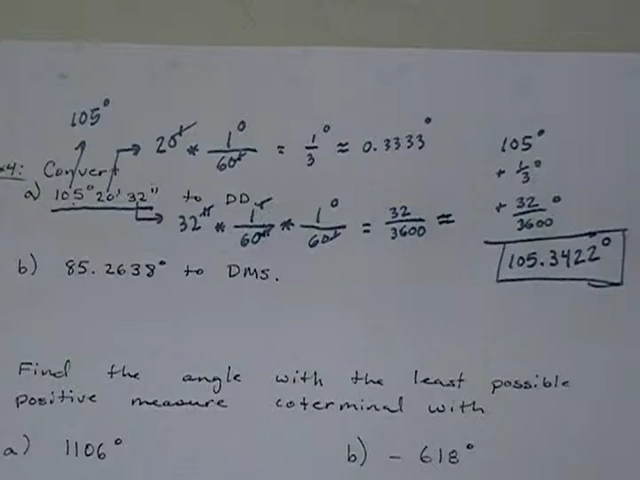 105°
20' * 1°/60' = 1°/3 ≈ 0.3333°
105°
x4: Convert
+ 1/3°
a) 105°20'32" to DD
32" * 1'/60" * 1°/60' = 32/3600 ≈
+ 32/3600°
105.3422°
b) 85.2638° to DMS.
Find the angle with the least possible
positive measure coterminal with
a) 1106°
b) - 618°